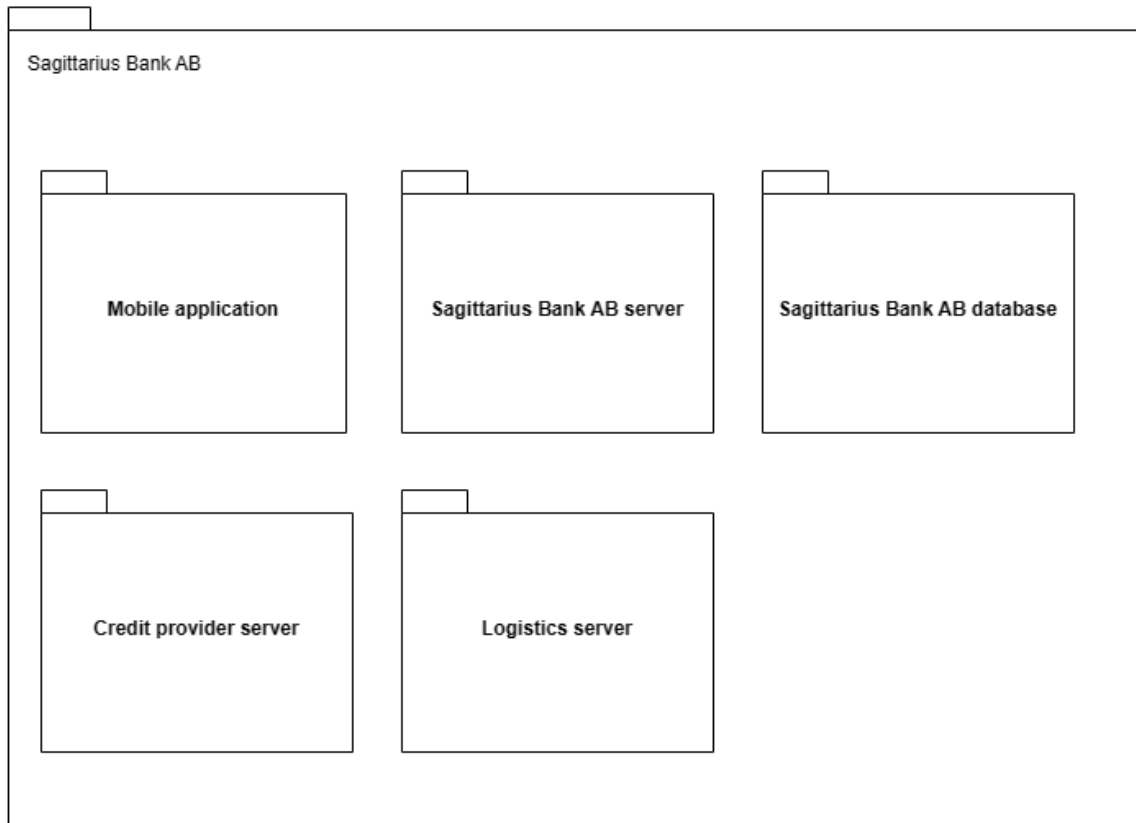 Sagittarius Bank AB
Mobile application
Sagittarius Bank AB server
Sagittarius Bank AB database
Credit provider server
Logistics server